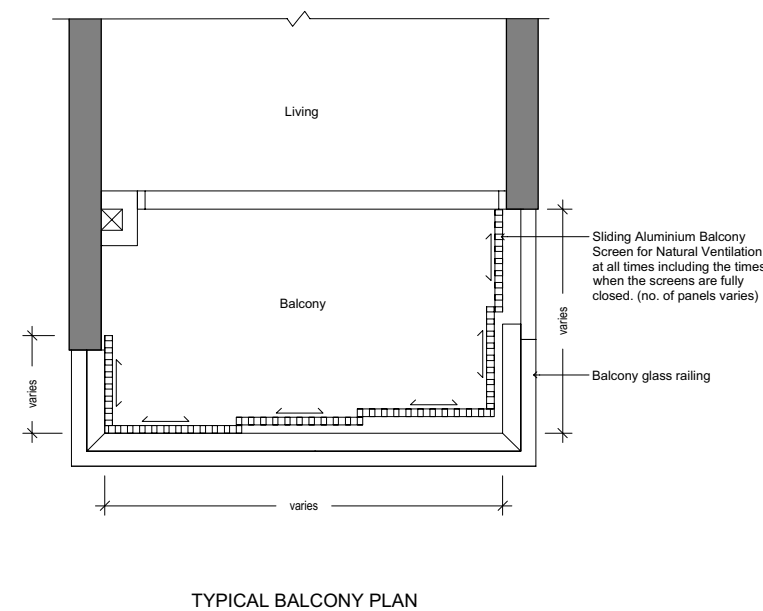 Living
Sliding Aluminium Balcony
Screen for Natural Ventilation
at all times including the times
when the screens are fully
closed. (no. of panels varies)
Balcony
varies
varies
Balcony glass railing
varies
TYPICAL BALCONY PLAN